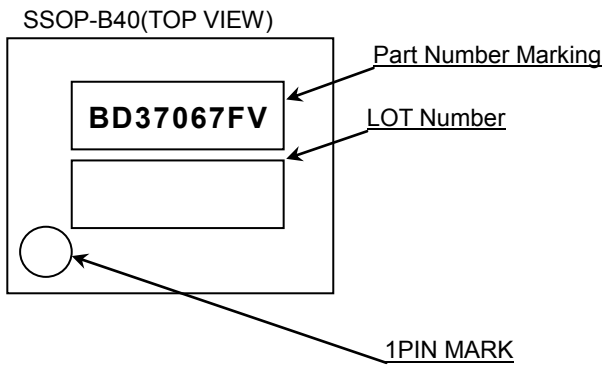 SSOP-B40(TOP VIEW)
Part Number Marking
BD37067FV
LOT Number
1PIN MARK